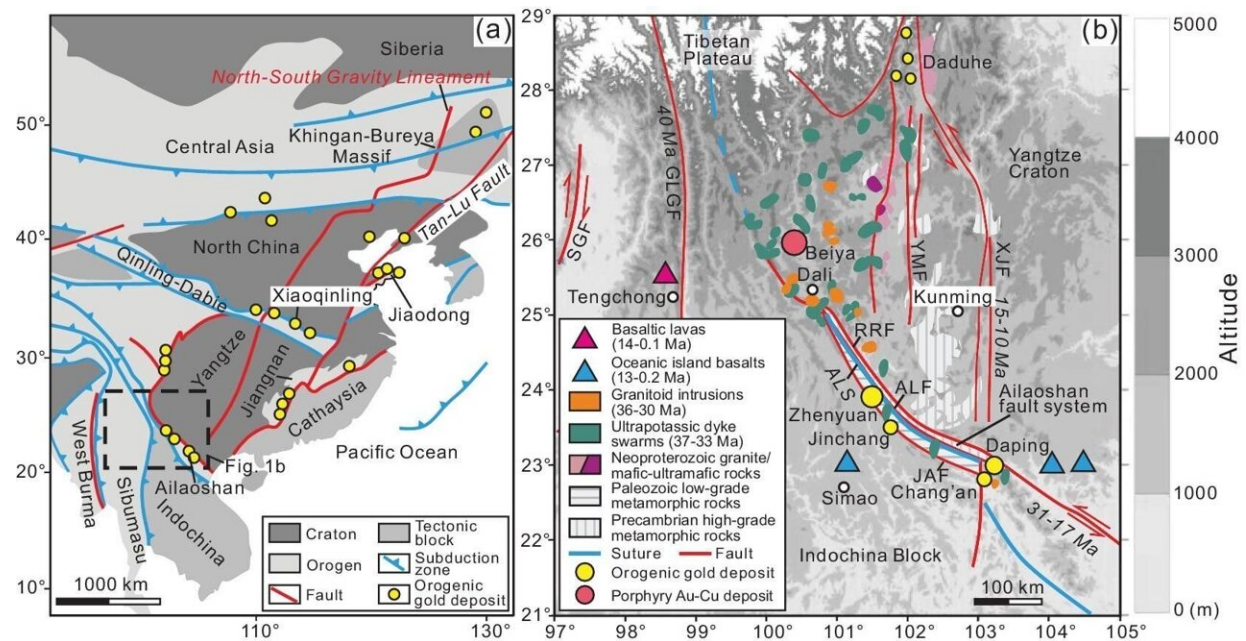 (a)
Siberia
North-South Gravity Lineament
50°
Khingan-Bureya
Massif
Central Asia
Tan-Lu Fault
40°
North China
Qinjing-Dabie
Xiaoqinling
Jiaodong
30°
Yangtze
Jiangnan
Cathaysia
West Burma
Sibumasu
Indochina
Pacific Ocean
Fig. 1b
20°
Ailaoshan
10°
1000 km
Craton
Orogen
Fault
Tectonic
block
Subduction
zone
Orogenic
gold deposit
110°
130°
(b)
29°
28°
27°
26°
25°
24°
23°
22°
21°
97
98
99
100
101
102
103
104
105
Tibetan
Plateau
Daduhe
40 Ma GLGF
Yangtze
Craton
SGF
Beiya
Dali
YMF
XJF
Tengchong
Kunming
15-10 Ma
RRF
ALS
ALF
Ailaoshan
fault system
Zhenyuan
Jinchang
Daping
JAF
Chang'an
Simao
31-17 Ma
Indochina Block
100 km
Basaltic lavas
(14-0.1 Ma)
Oceanic island basalts
(13-0.2 Ma)
Granitoid intrusions
(36-30 Ma)
Ultrapotassic dyke
swarms (37-33 Ma)
Neoproterozoic granite/
mafic-ultramafic rocks
Paleozoic low-grade
metamorphic rocks
Precambrian high-grade
metamorphic rocks
Suture
Fault
Orogenic gold deposit
Porphyry Au-Cu deposit
5000
4000
3000
2000
1000
0 (m)
Altitude